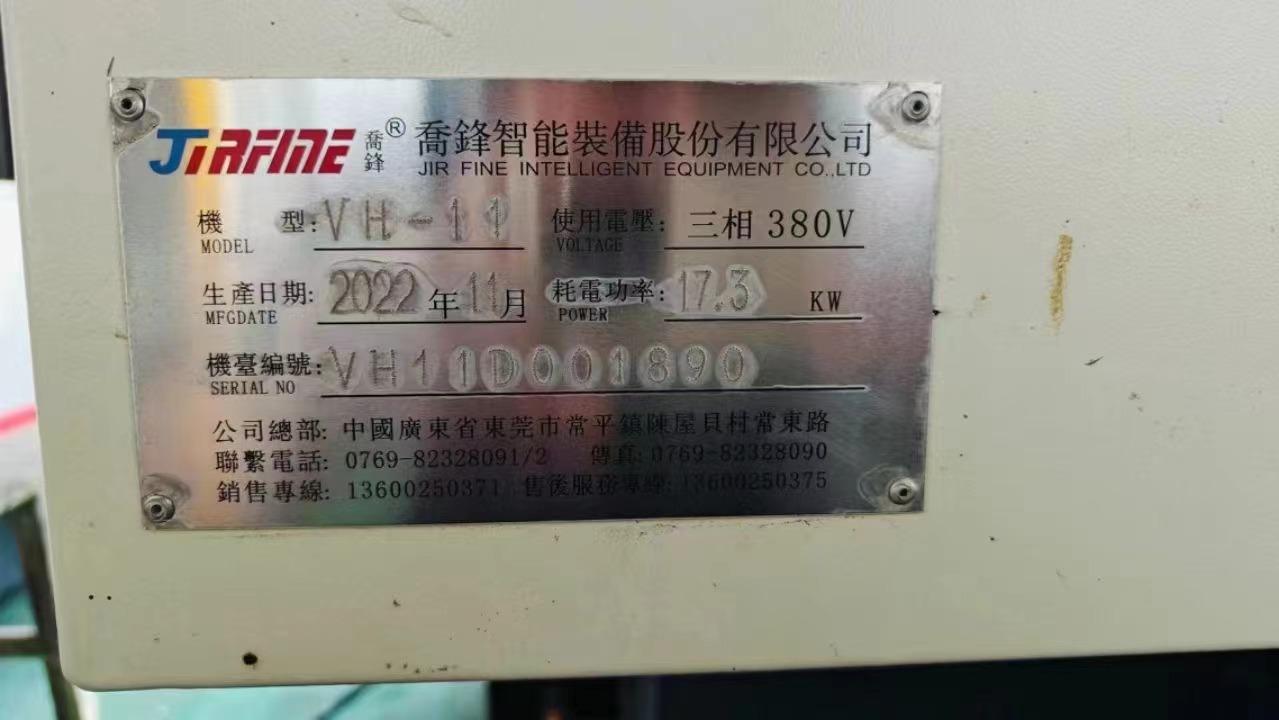 JIRFINE 喬鋒® 喬鋒智能裝備股份有限公司
JIR FINE INTELLIGENT EQUIPMENT CO.,LTD
機 型: VH-11 使用電壓: 三相 380V
MODEL VOLTAGE
生產日期: 2022 年 11 月 耗電功率: 17.3 KW
MFGDATE POWER
機臺編號: VH11D001890
SERIAL NO
公司總部: 中國廣東省東莞市常平鎮陳屋貝村常東路
聯繫電話: 0769-82328091/2 傳真: 0769-82328090
銷售專線: 13600250371 售後服務專線: 13600250375